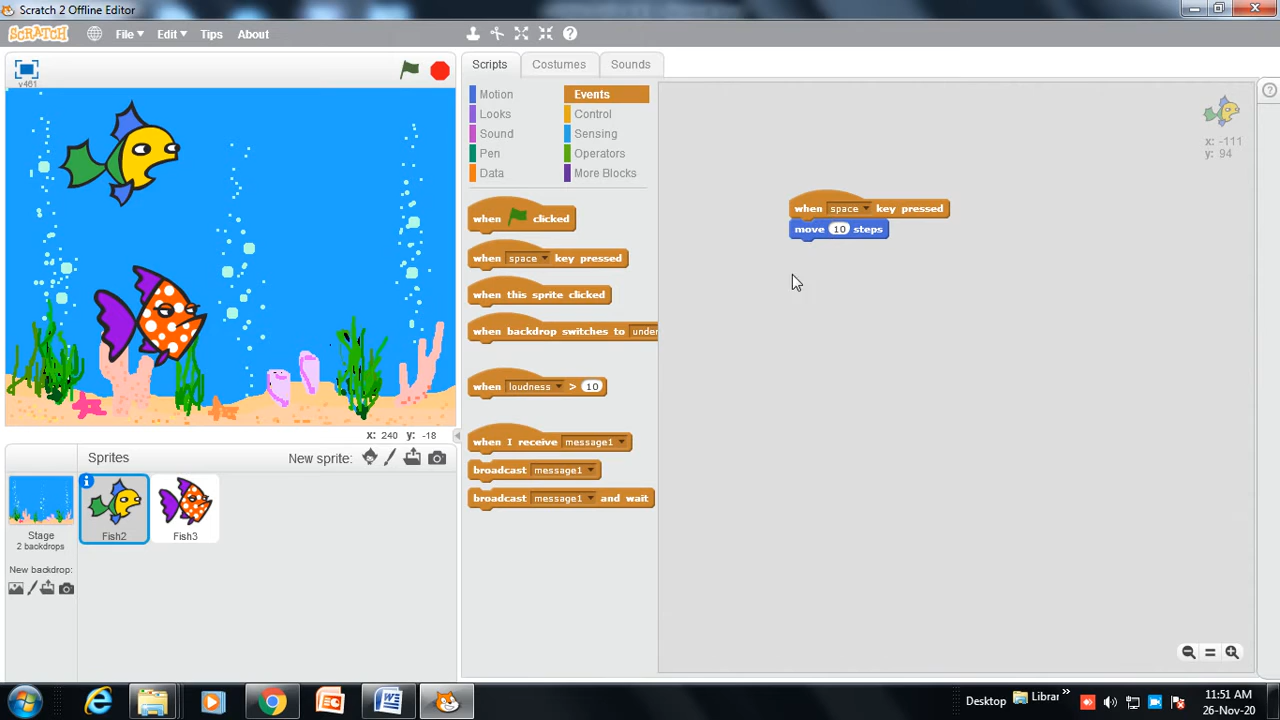 Scratch 2 Offline Editor
SCRATCH File Edit Tips About
v461
Scripts Costumes Sounds
Motion Events
Looks Control
Sound Sensing
Pen Operators
Data More Blocks
x: -111
y: 94
when clicked
when space key pressed
when this sprite clicked
when backdrop switches to under
when loudness > 10
when I receive message1
broadcast message1
broadcast message1 and wait
when space key pressed
move 10 steps
x: 240 y: -18
Sprites New sprite:
Stage
2 backdrops
Fish2
Fish3
New backdrop:
Desktop Librar »
11:51 AM
26-Nov-20